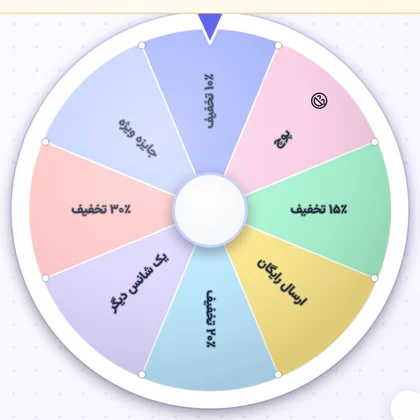 ۱۰٪ تخفیف
پوچ 😢
۱۵٪ تخفیف
ارسال رایگان
۲۰٪ تخفیف
یک شانس دیگر
۳۰٪ تخفیف
جایزه ویژه